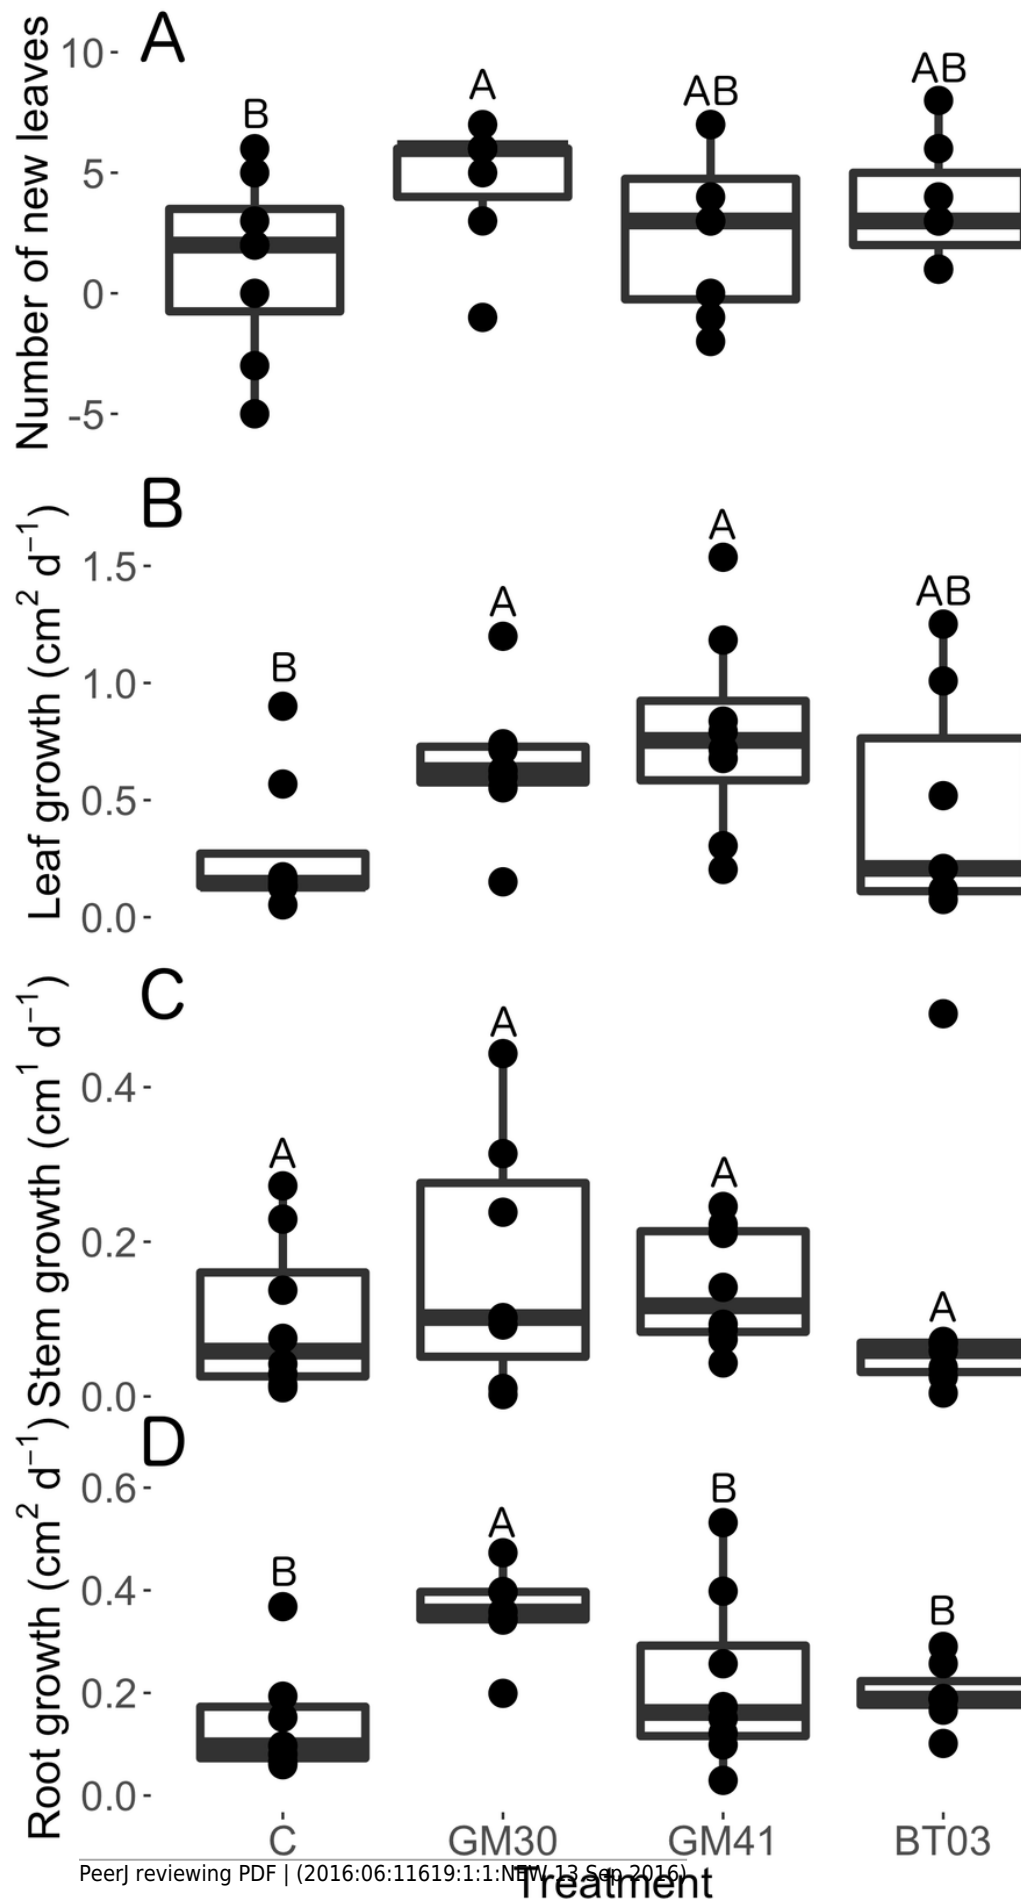 A
Number of new leaves
10
5
0
-5
B
A
AB
AB
B
Leaf growth (cm² d⁻¹)
1.5
1.0
0.5
0.0
B
A
A
AB
C
Stem growth (cm¹ d⁻¹)
0.4
0.2
0.0
A
A
A
A
D
Root growth (cm² d⁻¹)
0.6
0.4
0.2
0.0
B
A
B
B
C GM30 GM41 BT03
Treatment
PeerJ reviewing PDF | (2016:06:11619:1:1:NEW 13 Sep 2016)